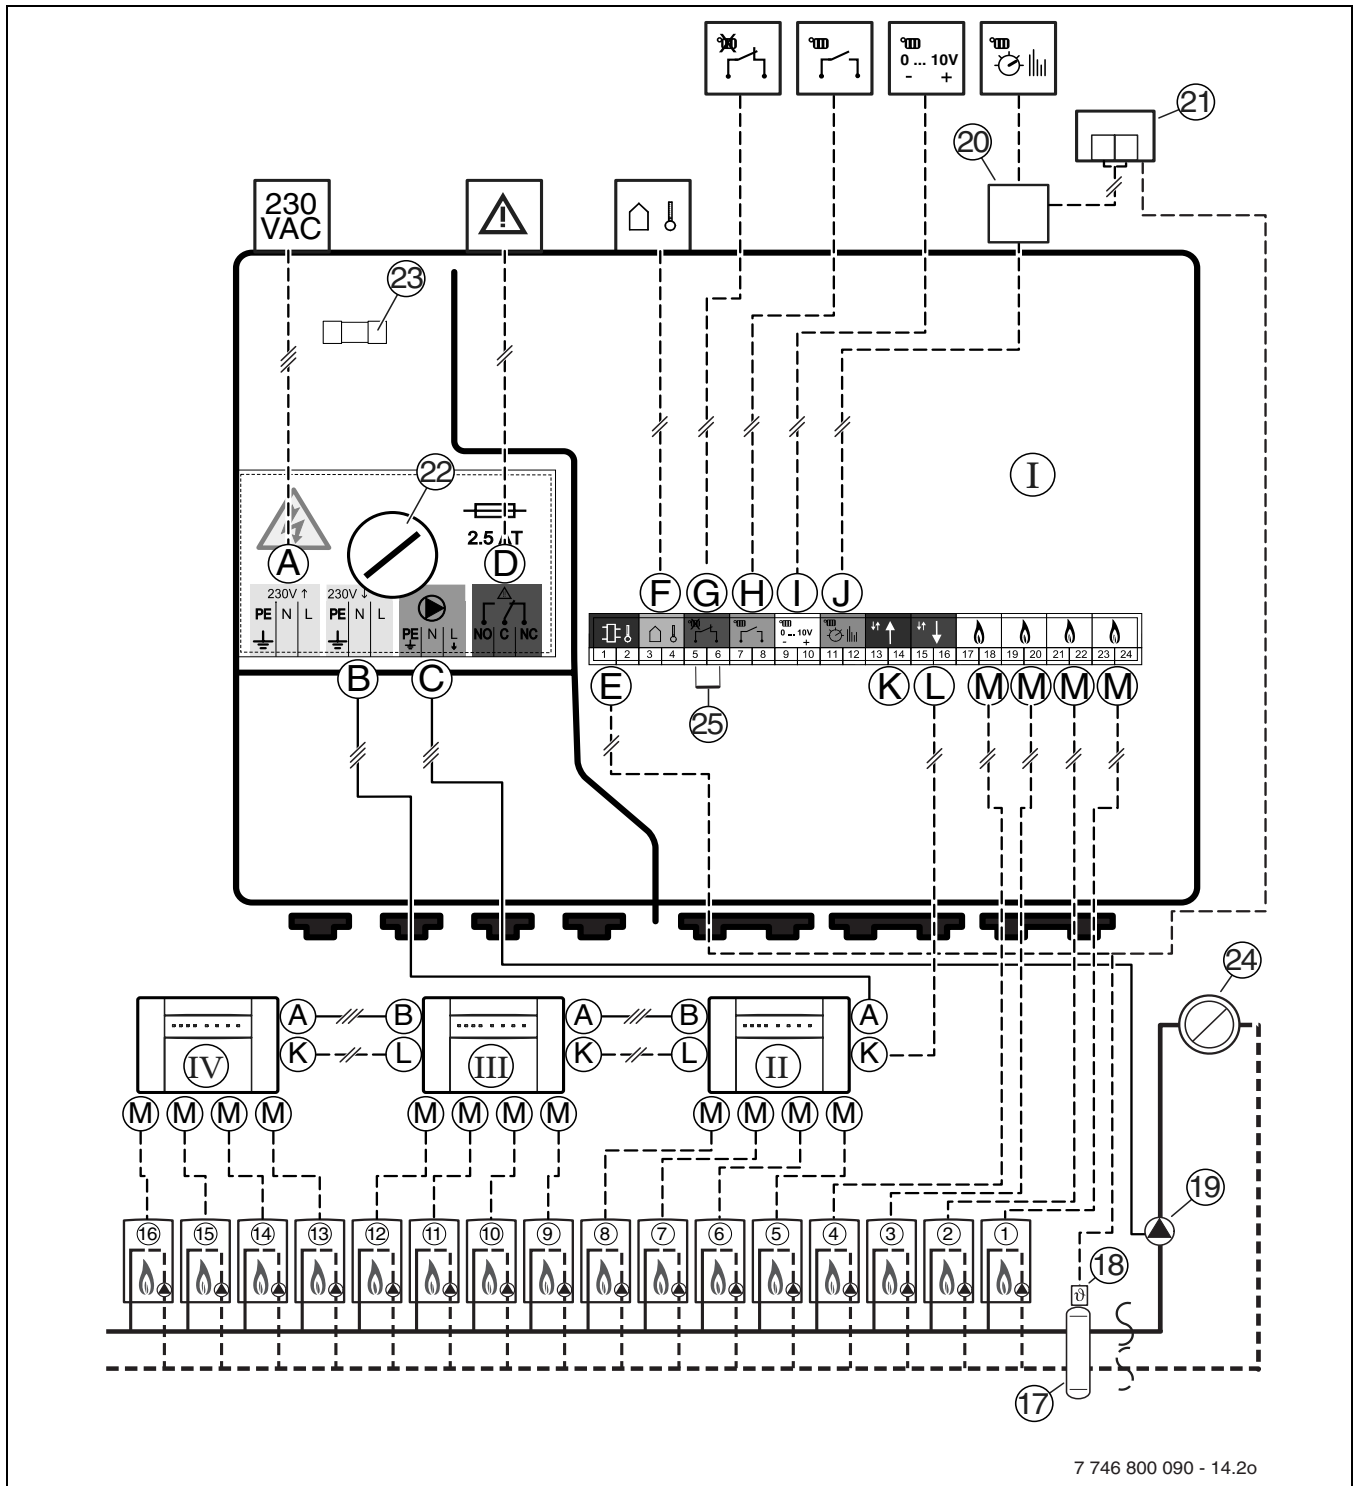 0 ... 10V
- +
21
20
230
VAC
23
I
22
2.5 AT
A
D
F
G
H
I
J
230V ↑
PE N L
230V ↓
PE N L
PE N L
NO C NC
0 ... 10V
- +
1 2 3 4 5 6 7 8 9 10 11 12 13 14 15 16 17 18 19 20 21 22 23 24
B
C
E
25
K
L
M
M
M
M
24
A
B
A
B
A
IV
III
II
K
L
K
L
K
M M M M M M M M M M M M
19
16 15 14 13 12 11 10 9 8 7 6 5 4 3 2 1
18
ϑ
17
7 746 800 090 - 14.2o